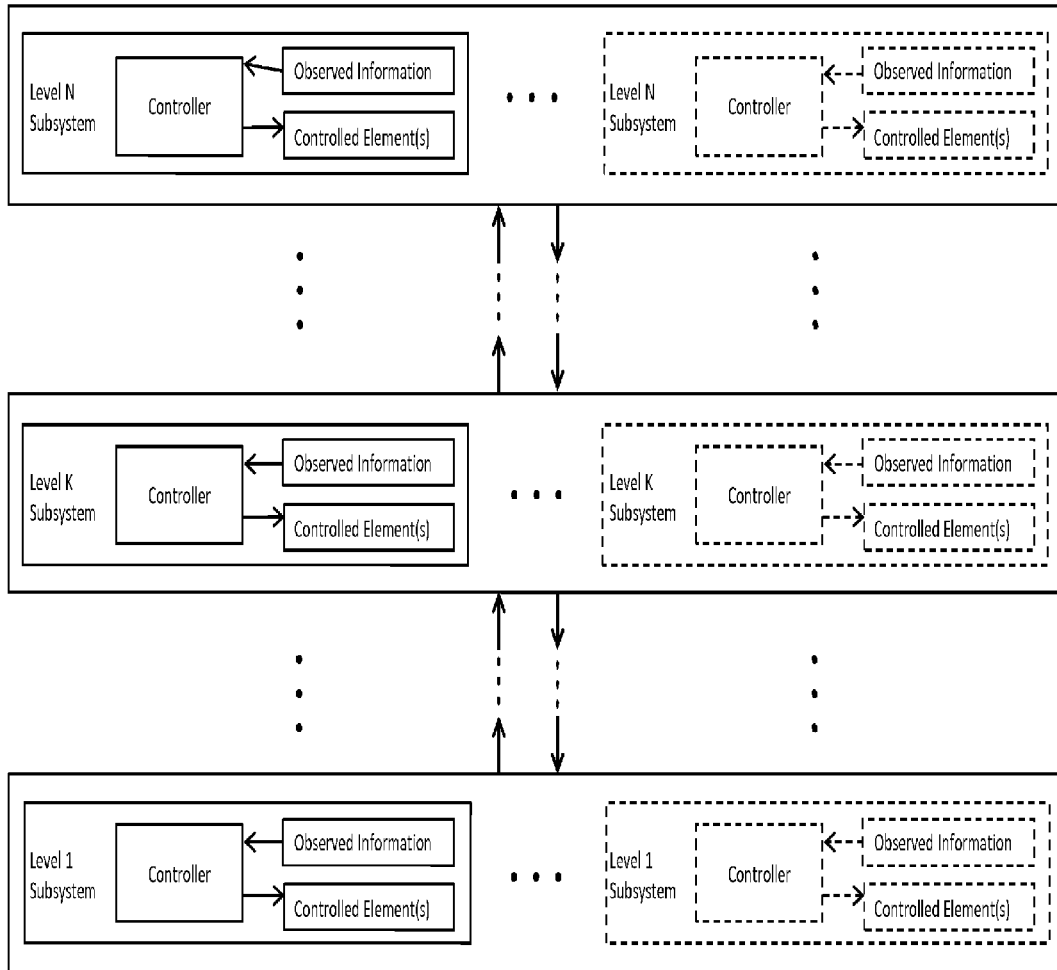 Level N
Subsystem
Controller
Observed Information
Controlled Element(s)
Level N
Subsystem
Controller
Observed Information
Controlled Element(s)
Level K
Subsystem
Controller
Observed Information
Controlled Element(s)
Level K
Subsystem
Controller
Observed Information
Controlled Element(s)
Level 1
Subsystem
Controller
Observed Information
Controlled Element(s)
Level 1
Subsystem
Controller
Observed Information
Controlled Element(s)